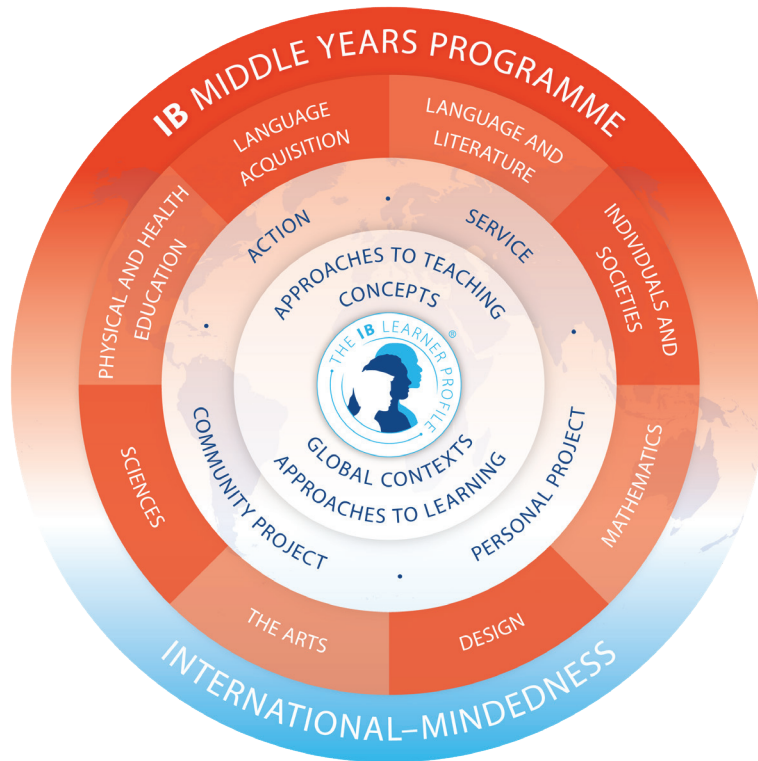 IB MIDDLE YEARS PROGRAMME
LANGUAGE
ACQUISITION
LANGUAGE AND
LITERATURE
INDIVIDUALS AND
SOCIETIES
MATHEMATICS
DESIGN
THE ARTS
SCIENCES
PHYSICAL AND HEALTH
EDUCATION
ACTION
SERVICE
PERSONAL PROJECT
COMMUNITY PROJECT
APPROACHES TO TEACHING
CONCEPTS
THE IB LEARNER PROFILE ®
GLOBAL CONTEXTS
APPROACHES TO LEARNING
INTERNATIONAL–MINDEDNESS